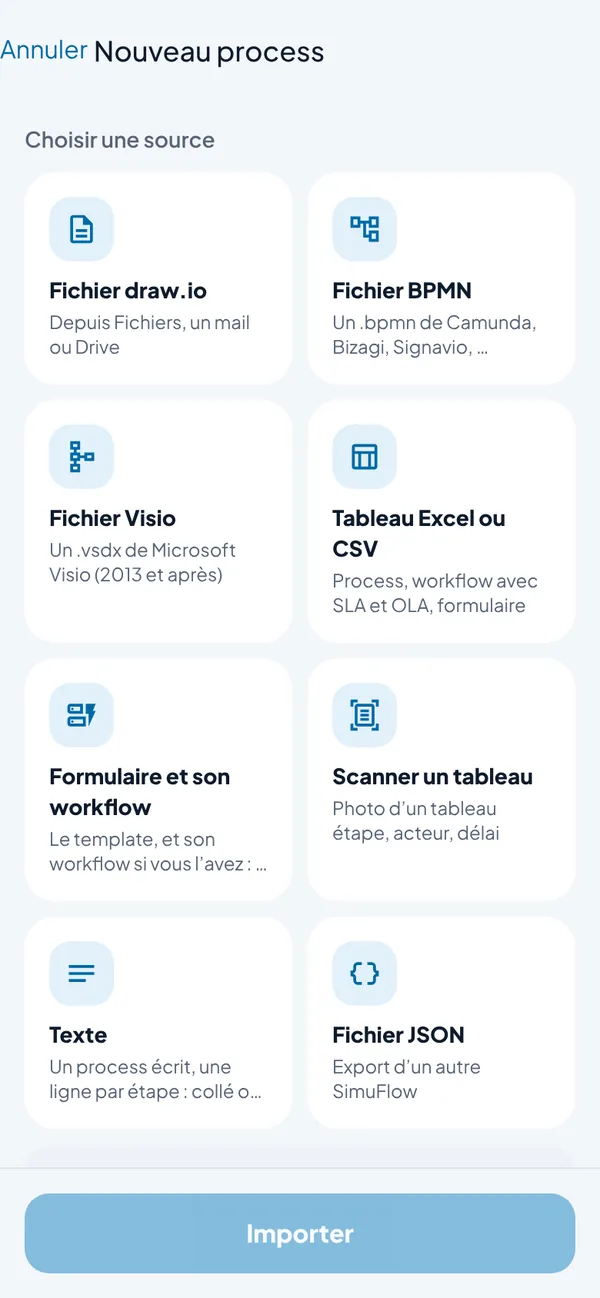 Annuler Nouveau process
Choisir une source
Fichier draw.io
Depuis Fichiers, un mail
ou Drive
Fichier BPMN
Un .bpmn de Camunda,
Bizagi, Signavio, ...
Fichier Visio
Un .vsdx de Microsoft
Visio (2013 et après)
Tableau Excel ou
CSV
Process, workflow avec
SLA et OLA, formulaire
Formulaire et son
workflow
Le template, et son
workflow si vous l’avez : ...
Scanner un tableau
Photo d’un tableau
étape, acteur, délai
Texte
Un process écrit, une
ligne par étape : collé o...
Fichier JSON
Export d’un autre
SimuFlow
Importer